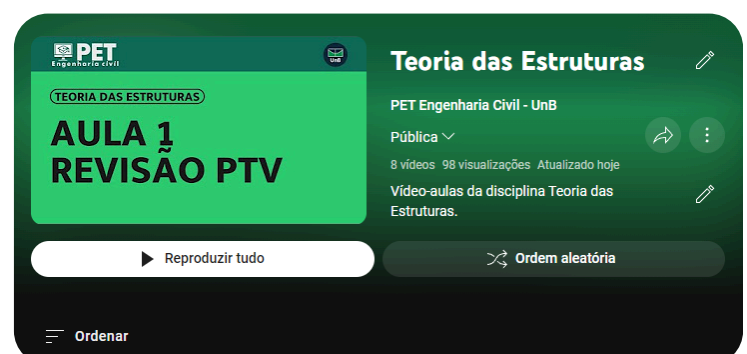 PET
Engenharia civil
UnB
TEORIA DAS ESTRUTURAS
AULA 1
REVISÃO PTV
Teoria das Estruturas
PET Engenharia Civil - UnB
Pública
8 vídeos 98 visualizações Atualizado hoje
Vídeo-aulas da disciplina Teoria das
Estruturas.
Reproduzir tudo
Ordem aleatória
Ordenar